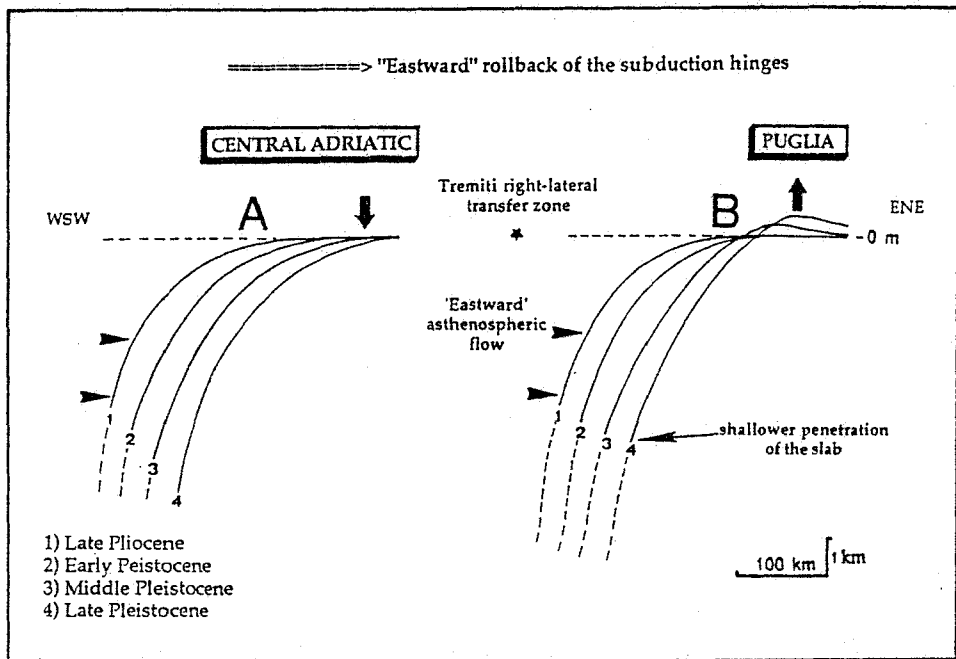 ==========> "Eastward" rollback of the subduction hinges
CENTRAL ADRIATIC
PUGLIA
WSW
A
Tremiti right-lateral
transfer zone
B
ENE
0 m
'Eastward'
asthenospheric
flow
1
2
3
4
1
2
3
4
shallower penetration
of the slab
1) Late Pliocene
2) Early Peistocene
3) Middle Pleistocene
4) Late Pleistocene
100 km
1 km